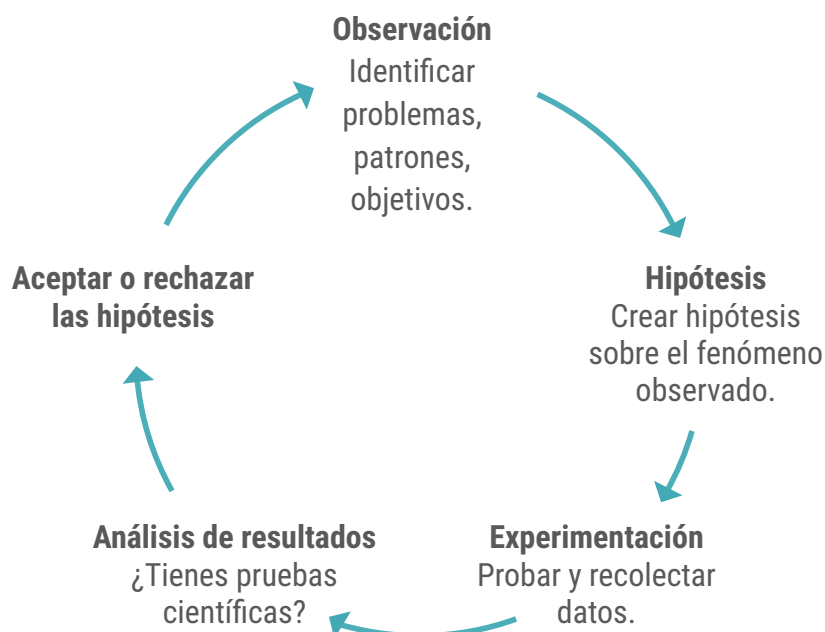 Observación
Identificar
problemas,
patrones,
objetivos.
Hipótesis
Crear hipótesis
sobre el fenómeno
observado.
Experimentación
Probar y recolectar
datos.
Análisis de resultados
¿Tienes pruebas
científicas?
Aceptar o rechazar
las hipótesis